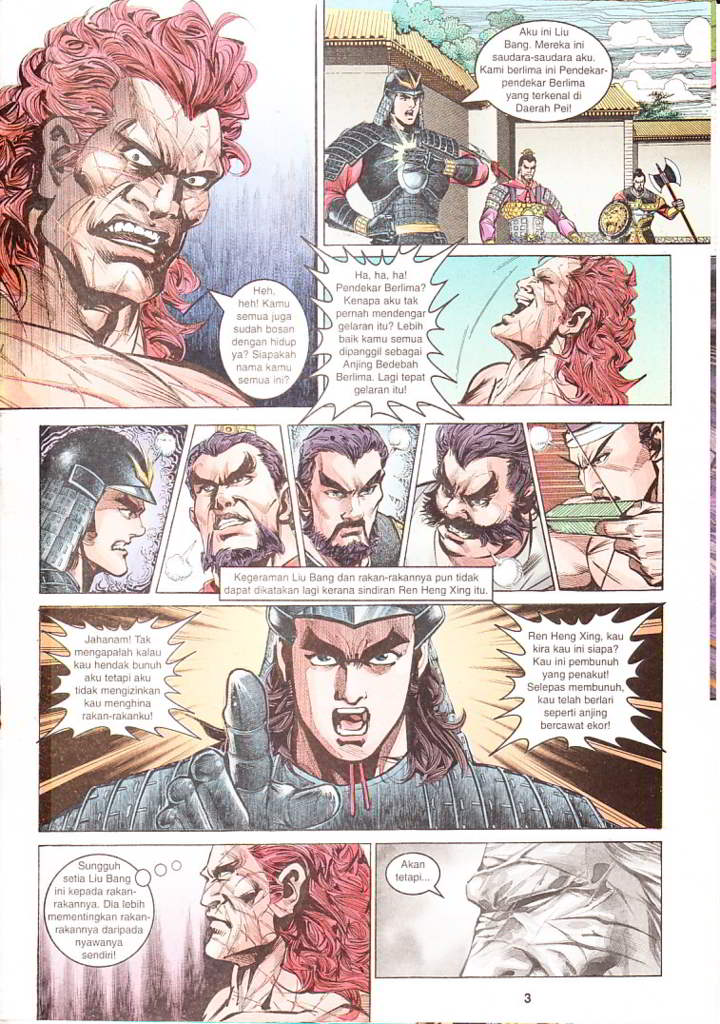 Heh,
heh! Kamu
semua juga
sudah bosan
dengan hidup
ya? Siapakah
nama kamu
semua ini?
Aku ini Liu
Bang. Mereka ini
saudara-saudara aku.
Kami berlima ini Pendekar-
pendekar Berlima
yang terkenal di
Daerah Pei!
Ha, ha, ha!
Pendekar Berlima?
Kenapa aku tak
pernah mendengar
gelaran itu? Lebih
baik kamu semua
dipanggil sebagai
Anjing Bedebah
Berlima. Lagi tepat
gelaran itu!
Kegeraman Liu Bang dan rakan-rakannya pun tidak
dapat dikatakan lagi kerana sindiran Ren Heng Xing itu.
Jahanam! Tak
mengapalah kalau
kau hendak bunuh
aku tetapi aku
tidak mengizinkan
kau menghina
rakan-rakanku!
Ren Heng Xing, kau
kira kau ini siapa?
Kau ini pembunuh
yang penakut!
Selepas membunuh,
kau telah berlari
seperti anjing
bercawat ekor!
Sungguh
setia Liu Bang
ini kepada rakan-
rakannya. Dia lebih
mementingkan rakan-
rakannya daripada
nyawanya
sendiri!
Akan
tetapi...
3